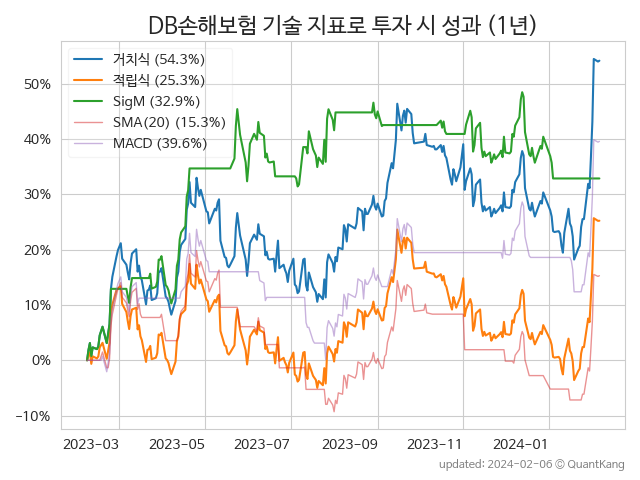 DB손해보험 기술 지표로 투자 시 성과 (1년)
거치식 (54.3%)
적립식 (25.3%)
SigM (32.9%)
SMA(20) (15.3%)
MACD (39.6%)
50%
40%
30%
20%
10%
0%
−10%
2023-03
2023-05
2023-07
2023-09
2023-11
2024-01
updated: 2024-02-06 © QuantKang